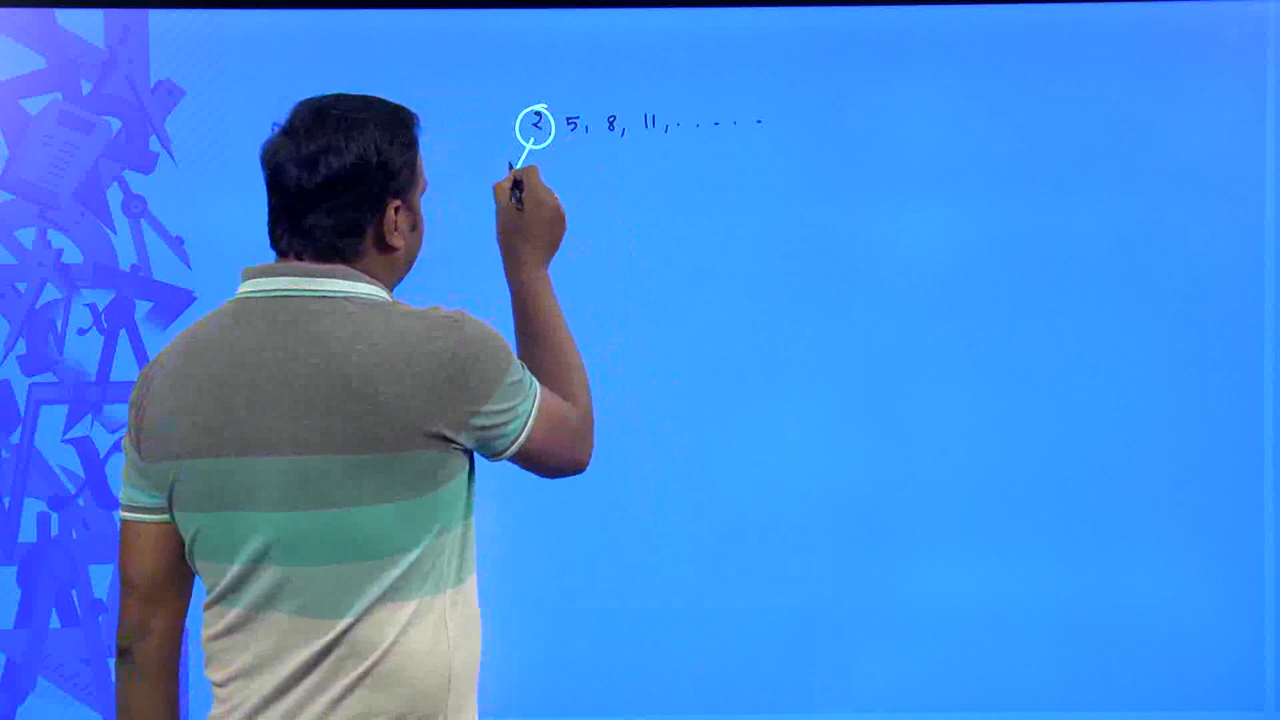 2, 5, 8, 11, . . . . . .